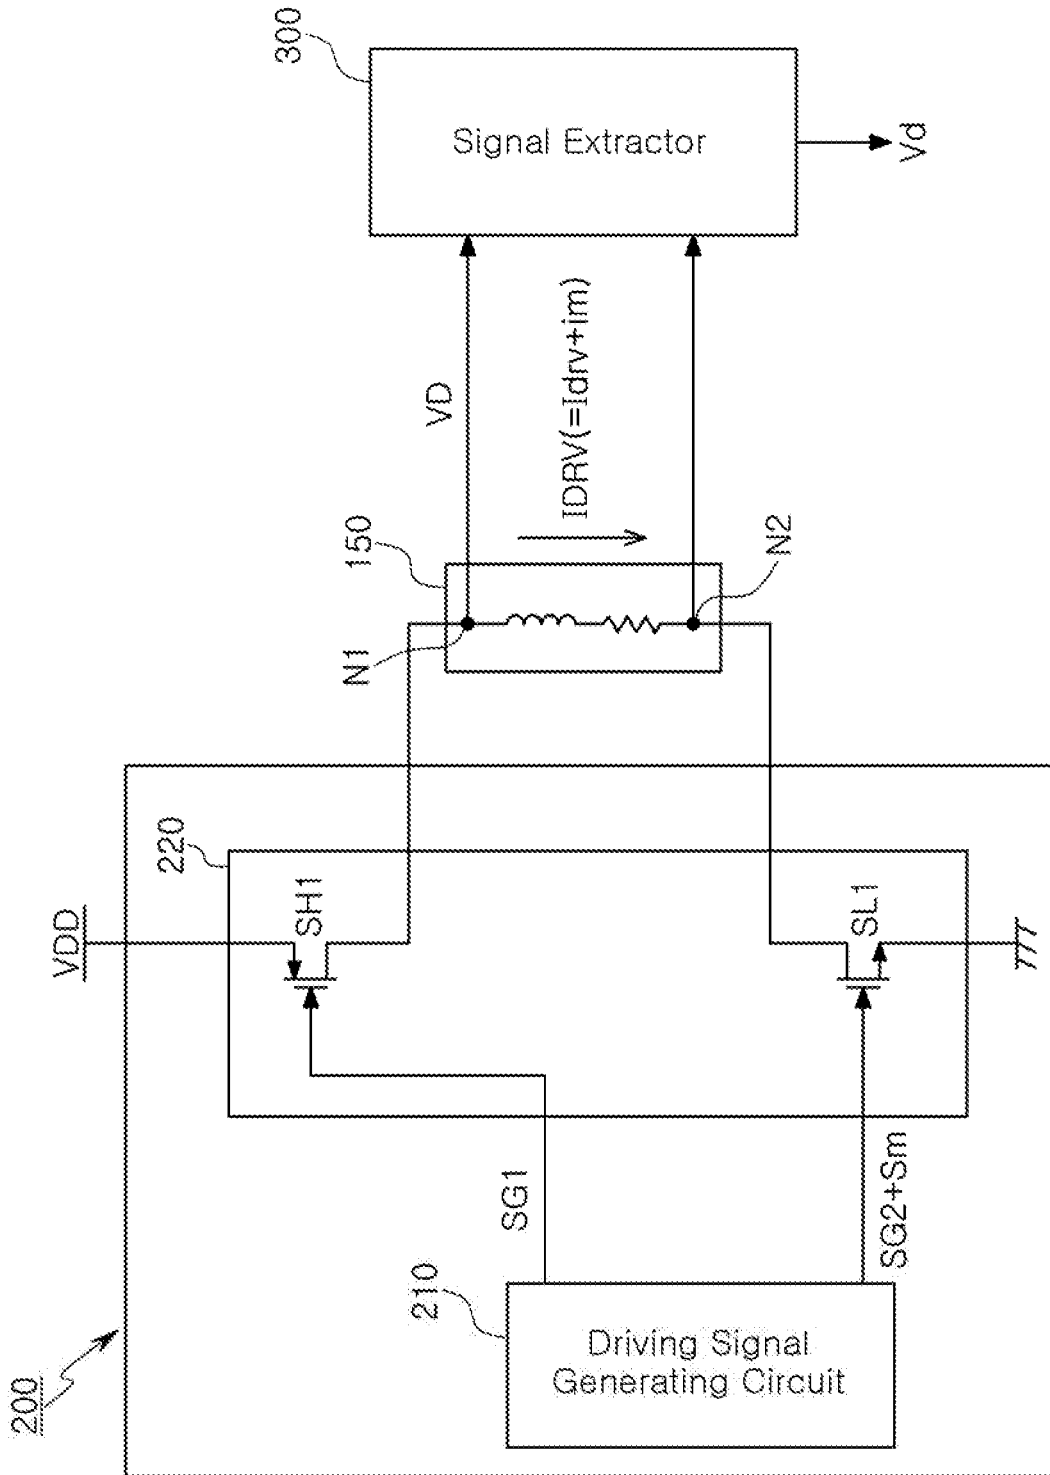 200
VDD
220
SH1
SL1
SG1
SG2+Sm
210
Driving Signal
Generating Circuit
150
N1
N2
VD
IDRV(=Idrv+im)
300
Signal Extractor
Vd